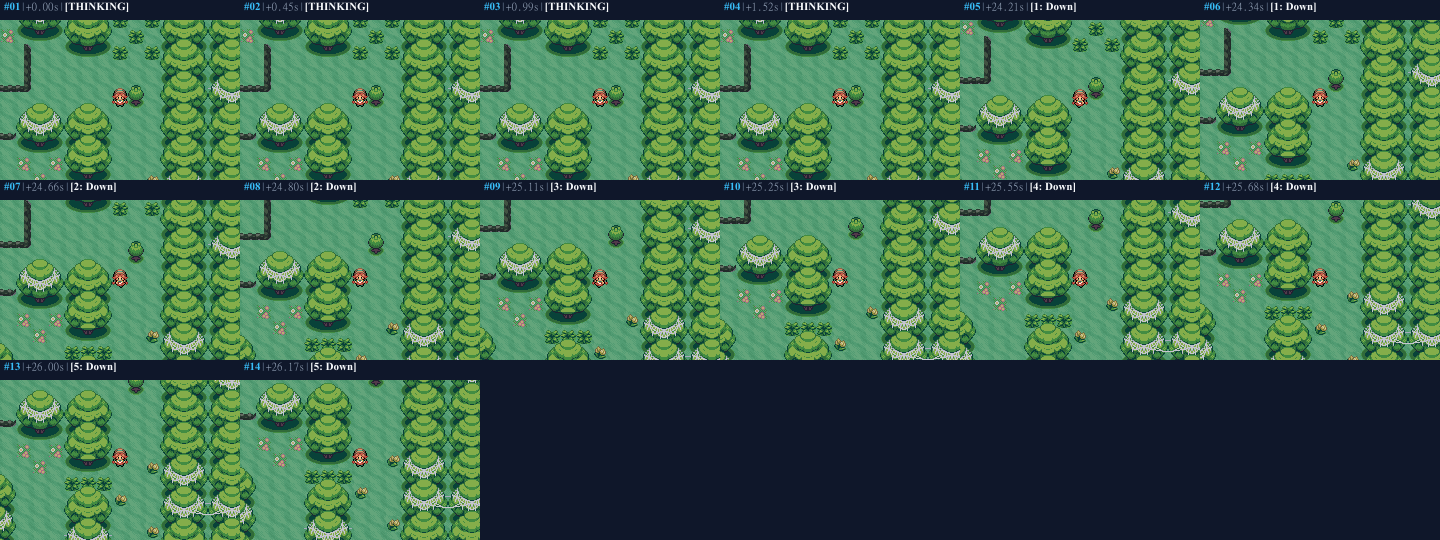 #01 | +0.00s | [THINKING]
#02 | +0.45s | [THINKING]
#03 | +0.99s | [THINKING]
#04 | +1.52s | [THINKING]
#05 | +24.21s | [1: Down]
#06 | +24.34s | [1: Down]
#07 | +24.66s | [2: Down]
#08 | +24.80s | [2: Down]
#09 | +25.11s | [3: Down]
#10 | +25.25s | [3: Down]
#11 | +25.55s | [4: Down]
#12 | +25.68s | [4: Down]
#13 | +26.00s | [5: Down]
#14 | +26.17s | [5: Down]